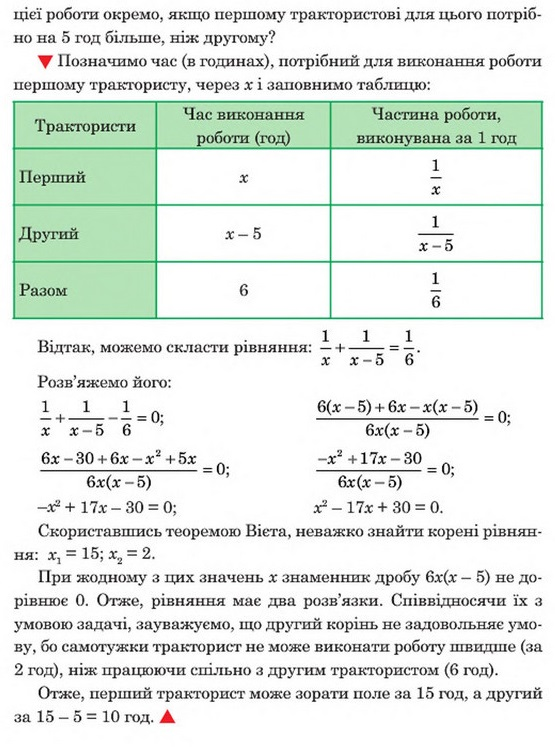 цієї роботи окремо, якщо першому трактористові для цього потріб-
но на 5 год більше, ніж другому?
▼ Позначимо час (в годинах), потрібний для виконання роботи
першому трактористу, через x і заповнимо таблицю:
Трактористи | Час виконання роботи (год) | Частина роботи, виконувана за 1 год
Перший | x | 1/x
Другий | x – 5 | 1/(x – 5)
Разом | 6 | 1/6
Відтак, можемо скласти рівняння: 1/x + 1/(x – 5) = 1/6.
Розв’яжемо його:
1/x + 1/(x – 5) – 1/6 = 0; (6(x – 5) + 6x – x(x – 5))/(6x(x – 5)) = 0;
(6x – 30 + 6x – x² + 5x)/(6x(x – 5)) = 0; (–x² + 17x – 30)/(6x(x – 5)) = 0;
–x² + 17x – 30 = 0; x² – 17x + 30 = 0.
Скориставшись теоремою Вієта, неважко знайти корені рівнян-
ня: x₁ = 15; x₂ = 2.
При жодному з цих значень x знаменник дробу 6x(x – 5) не до-
рівнює 0. Отже, рівняння має два розв’язки. Співвідносячи їх з
умовою задачі, зауважуємо, що другий корінь не задовольняє умо-
ву, бо самотужки тракторист не може виконати роботу швидше (за
2 год), ніж працюючи спільно з другим трактористом (6 год).
Отже, перший тракторист може зорати поле за 15 год, а другий
за 15 – 5 = 10 год. ▲